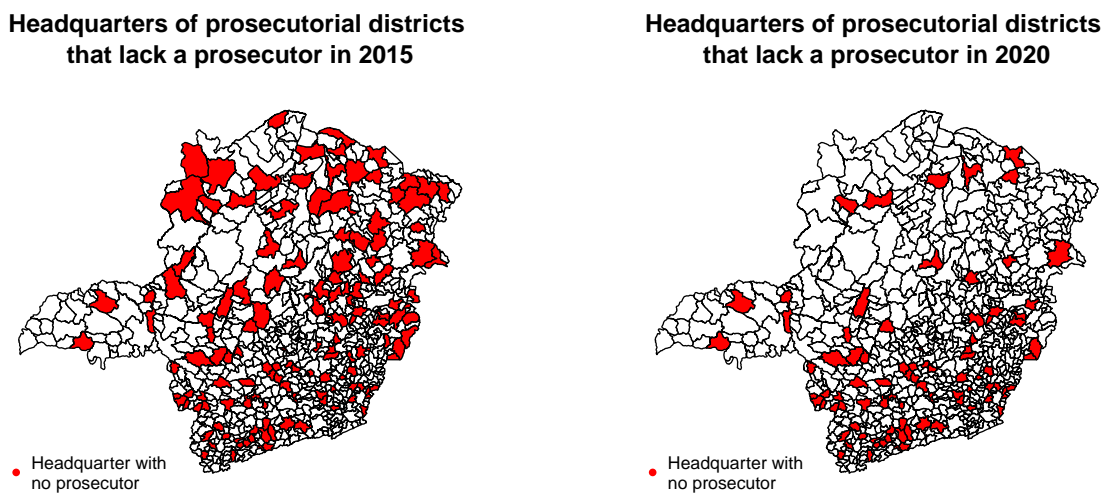 Headquarters of prosecutorial districts
that lack a prosecutor in 2015
Headquarter with
no prosecutor
Headquarters of prosecutorial districts
that lack a prosecutor in 2020
Headquarter with
no prosecutor